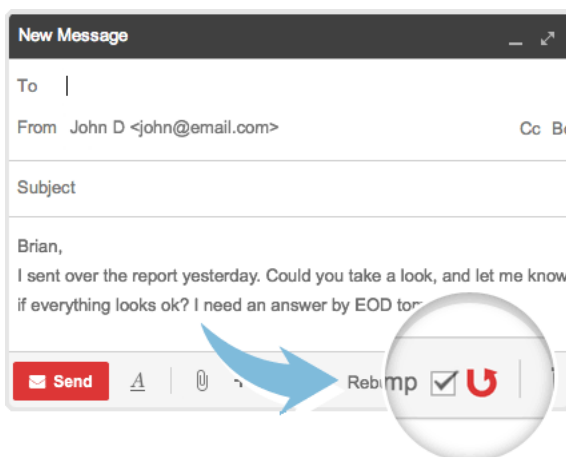 New Message
To
From John D <john@email.com>
Cc
Subject
Brian,
I sent over the report yesterday. Could you take a look, and let me know
if everything looks ok? I need an answer by EOD
Send A
Rebump